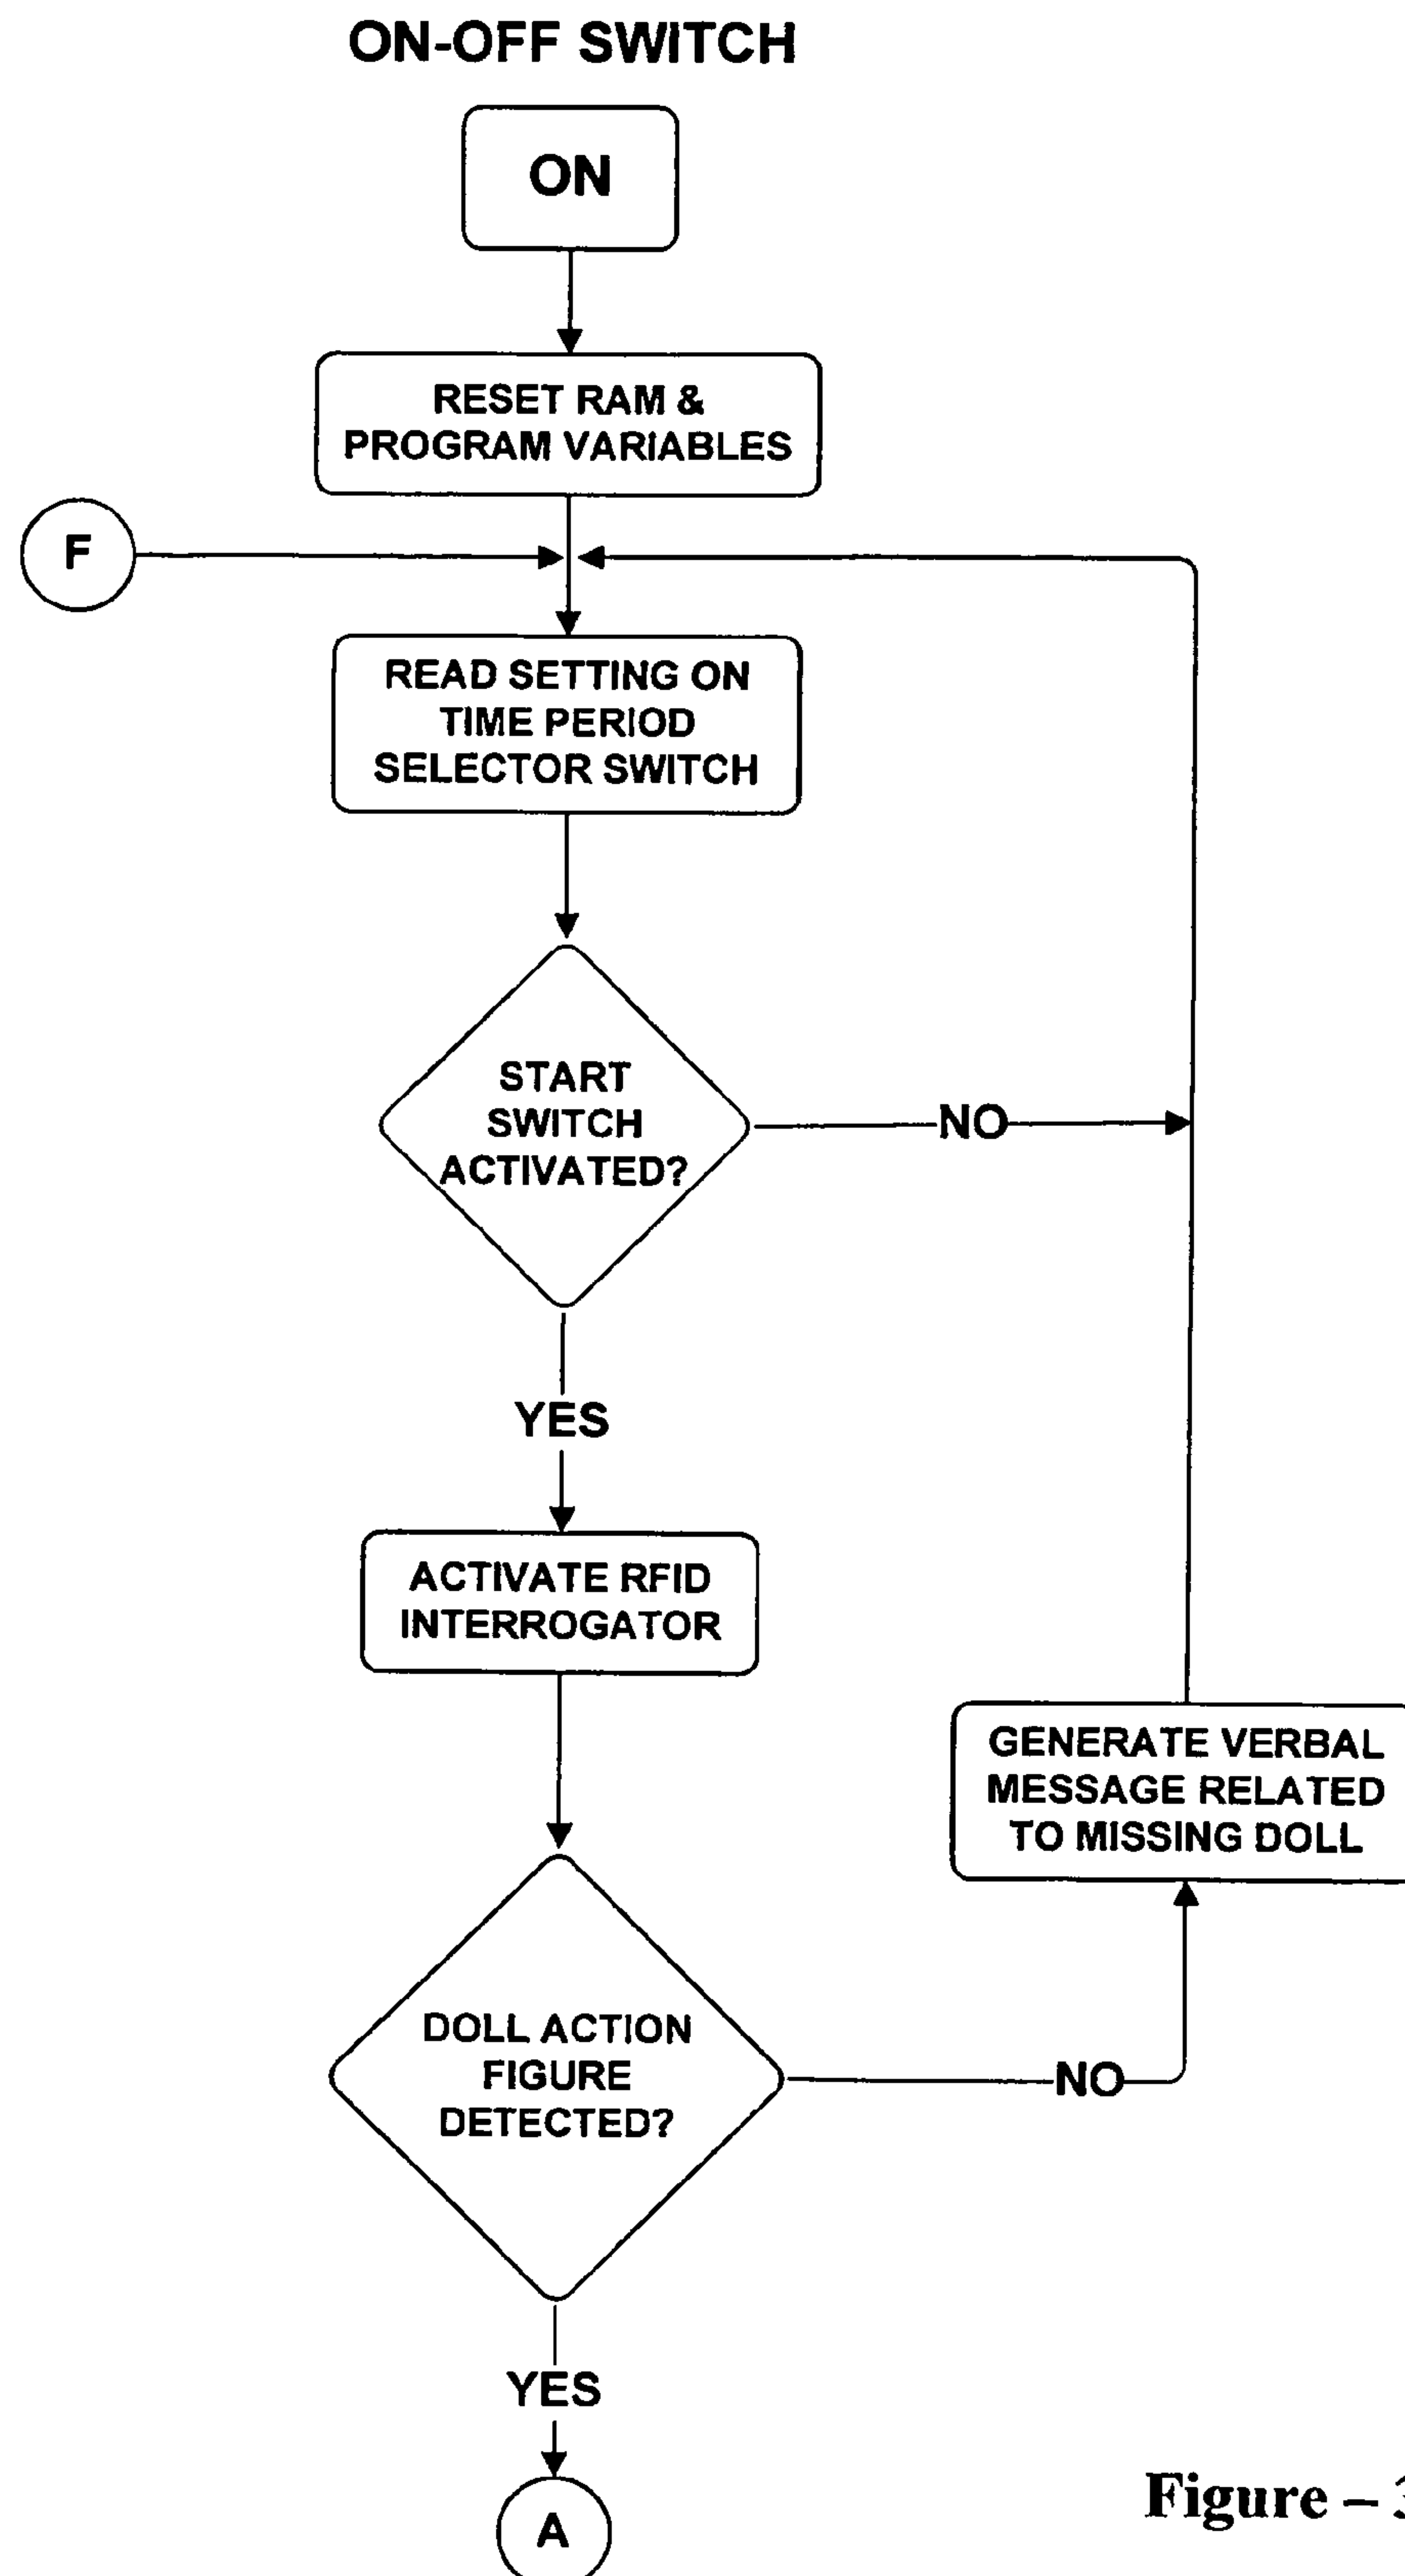 ON-OFF SWITCH
ON
RESET RAM &
PROGRAM VARIABLES
F
READ SETTING ON
TIME PERIOD
SELECTOR SWITCH
START
SWITCH
ACTIVATED?
NO
YES
ACTIVATE RFID
INTERROGATOR
GENERATE VERBAL
MESSAGE RELATED
TO MISSING DOLL
DOLL ACTION
FIGURE
DETECTED?
NO
YES
A
Figure –